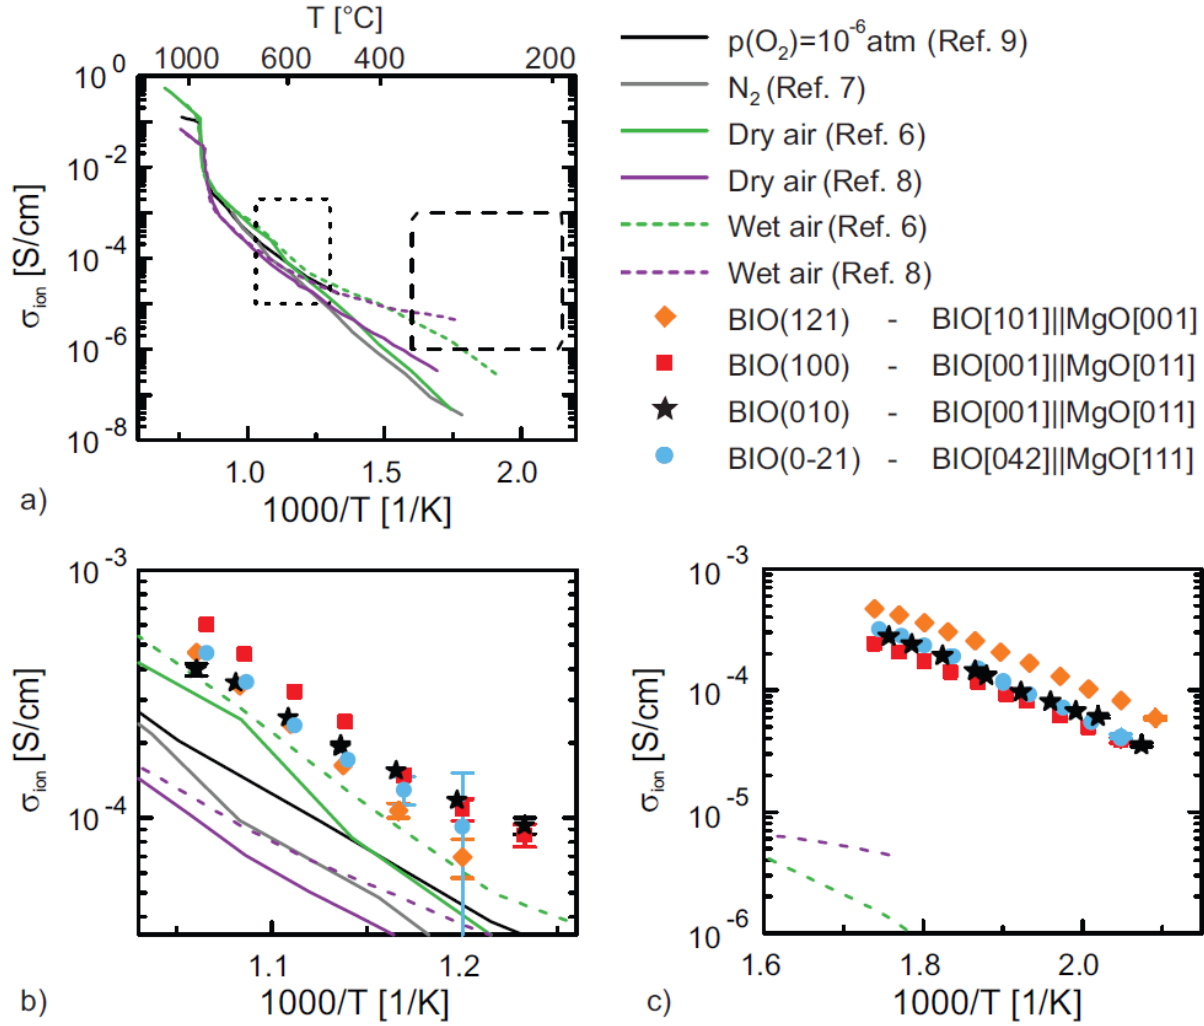 T [°C]
1000 600 400 200
10^0
10^-2
10^-4
10^-6
10^-8
σ_ion [S/cm]
1.0 1.5 2.0
1000/T [1/K]
a)
p(O₂)=10^-6 atm (Ref. 9)
N₂ (Ref. 7)
Dry air (Ref. 6)
Dry air (Ref. 8)
Wet air (Ref. 6)
Wet air (Ref. 8)
BIO(121) - BIO[101]||MgO[001]
BIO(100) - BIO[001]||MgO[011]
BIO(010) - BIO[001]||MgO[011]
BIO(0-21) - BIO[042]||MgO[111]
10^-3
10^-4
σ_ion [S/cm]
1.1 1.2
1000/T [1/K]
b)
10^-3
10^-4
10^-5
10^-6
σ_ion [S/cm]
1.6 1.8 2.0
1000/T [1/K]
c)